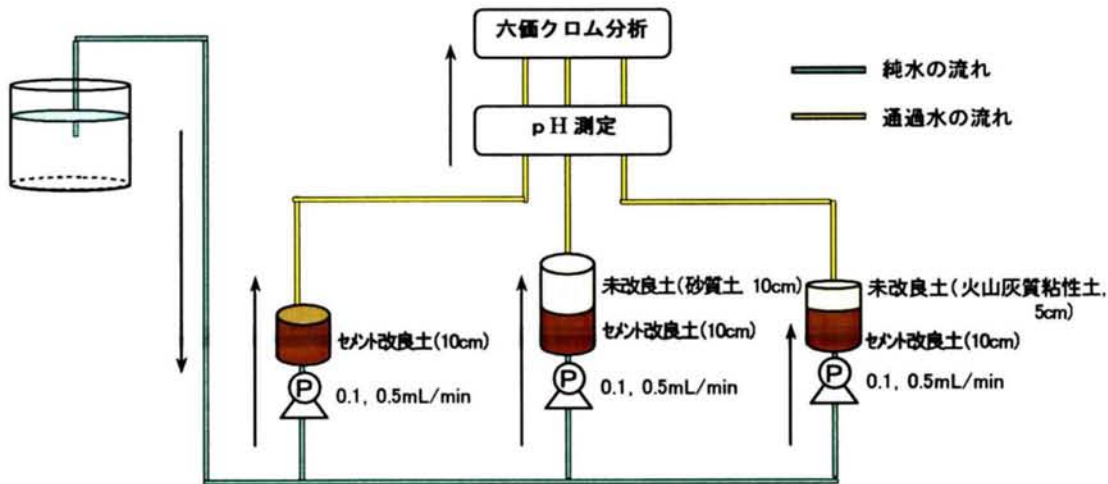 六価クロム分析
pH測定
純水の流れ
通過水の流れ
未改良土(砂質土, 10cm)
セメント改良土(10cm)
P
0.1, 0.5mL/min
セメント改良土(10cm)
P
0.1, 0.5mL/min
未改良土(火山灰質粘性土,
5cm)
セメント改良土(10cm)
P
0.1, 0.5mL/min